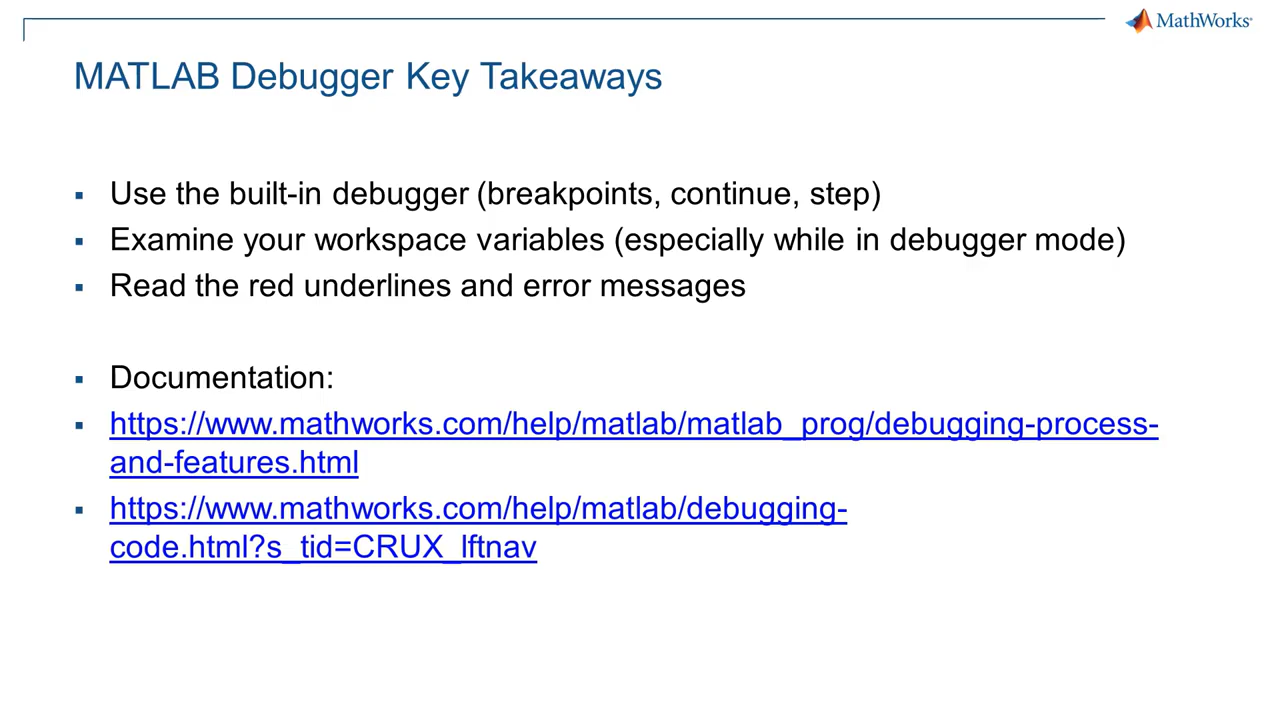 MathWorks
MATLAB Debugger Key Takeaways
▪ Use the built-in debugger (breakpoints, continue, step)
▪ Examine your workspace variables (especially while in debugger mode)
▪ Read the red underlines and error messages
▪ Documentation:
▪ https://www.mathworks.com/help/matlab/matlab_prog/debugging-process-
and-features.html
▪ https://www.mathworks.com/help/matlab/debugging-
code.html?s_tid=CRUX_lftnav